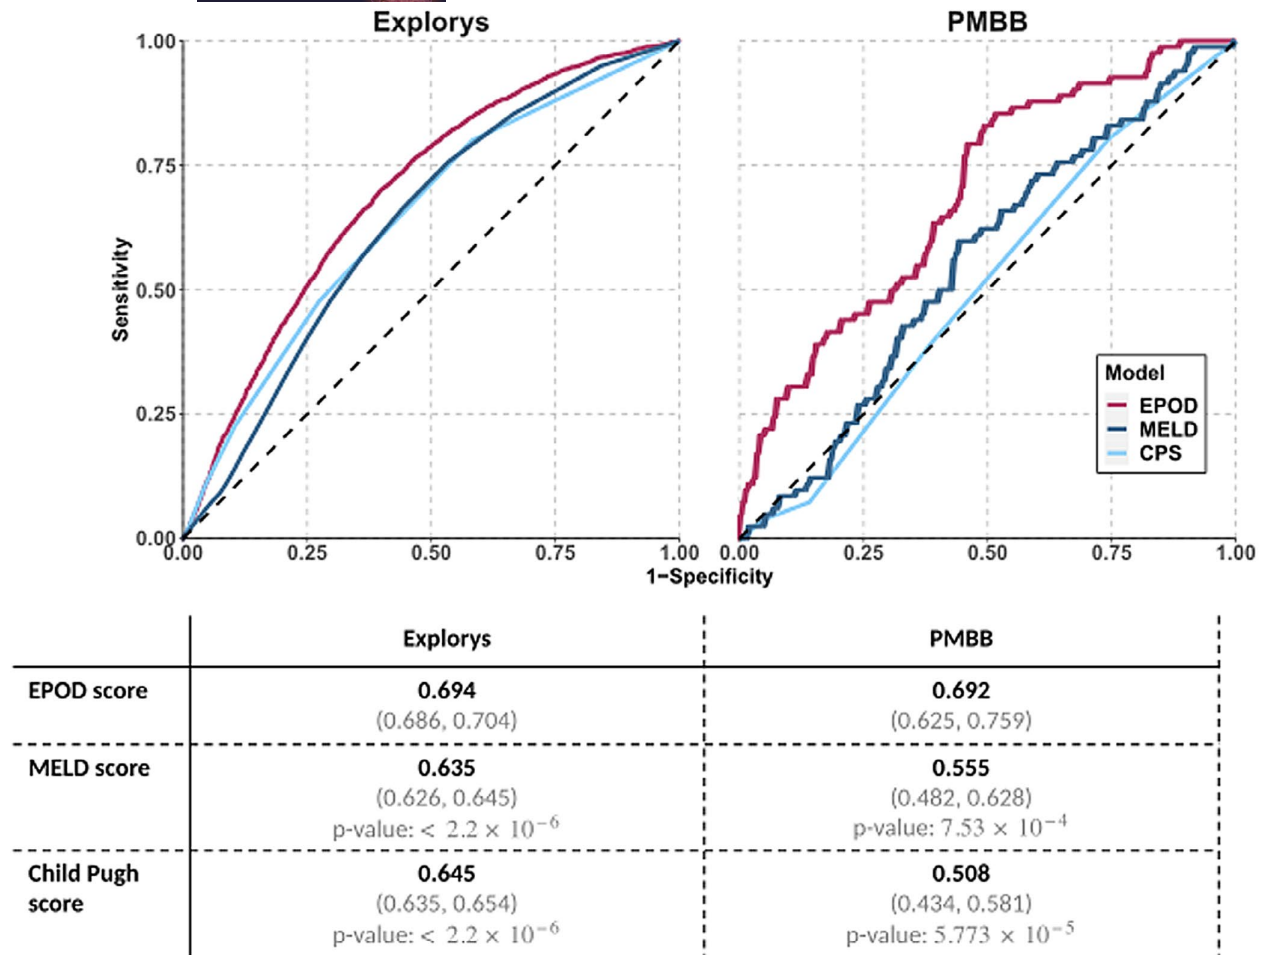 Explorys
PMBB
1.00
0.75
0.50
0.25
0.00
Sensitivity
0.00 0.25 0.50 0.75 1.00
0.00 0.25 0.50 0.75 1.00
1−Specificity
Model
EPOD
MELD
CPS
Explorys PMBB
EPOD score 0.694 0.692
(0.686, 0.704) (0.625, 0.759)
MELD score 0.635 0.555
(0.626, 0.645) (0.482, 0.628)
p-value: < 2.2 × 10⁻⁶ p-value: 7.53 × 10⁻⁴
Child Pugh 0.645 0.508
score (0.635, 0.654) (0.434, 0.581)
p-value: < 2.2 × 10⁻⁶ p-value: 5.773 × 10⁻⁵